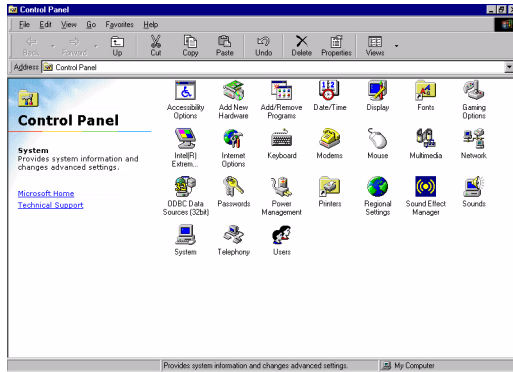 Control Panel
File Edit View Go Favorites Help
Back Forward Up Cut Copy Paste Undo Delete Properties Views
Address Control Panel
Control Panel
System
Provides system information and
changes advanced settings.
Microsoft Home
Technical Support
Accessibility
Options
Add New
Hardware
Add/Remove
Programs
Date/Time
Display
Fonts
Gaming
Options
Intel(R)
Extrem...
Internet
Options
Keyboard
Modems
Mouse
Multimedia
Network
ODBC Data
Sources (32bit)
Passwords
Power
Management
Printers
Regional
Settings
Sound Effect
Manager
Sounds
System
Telephony
Users
Provides system information and changes advanced settings.
My Computer